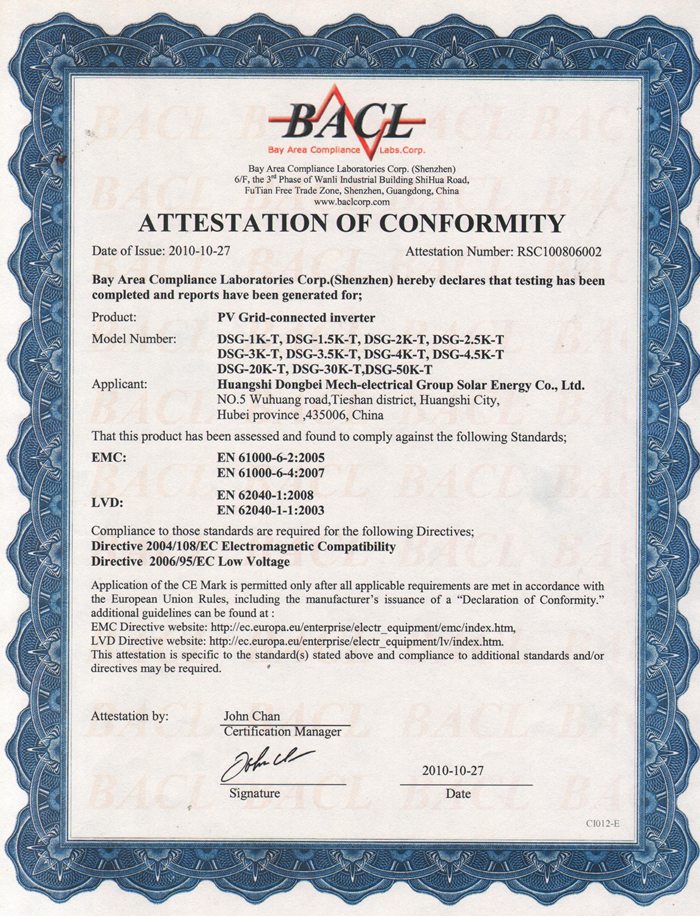 BACL
Bay Area Compliance Labs.Corp.
Bay Area Compliance Laboratories Corp. (Shenzhen)
6/F, the 3rd Phase of Wanli Industrial Building ShiHua Road,
FuTian Free Trade Zone, Shenzhen, Guangdong, China
www.baclcorp.com
ATTESTATION OF CONFORMITY
Date of Issue: 2010-10-27 Attestation Number: RSC100806002
Bay Area Compliance Laboratories Corp.(Shenzhen) hereby declares that testing has been
completed and reports have been generated for;
Product: PV Grid-connected inverter
Model Number: DSG-1K-T, DSG-1.5K-T, DSG-2K-T, DSG-2.5K-T
DSG-3K-T, DSG-3.5K-T, DSG-4K-T, DSG-4.5K-T
DSG-20K-T, DSG-30K-T,DSG-50K-T
Applicant: Huangshi Dongbei Mech-electrical Group Solar Energy Co., Ltd.
NO.5 Wuhuang road,Tieshan district, Huangshi City,
Hubei province ,435006, China
That this product has been assessed and found to comply against the following Standards;
EMC: EN 61000-6-2:2005
EN 61000-6-4:2007
LVD: EN 62040-1:2008
EN 62040-1-1:2003
Compliance to those standards are required for the following Directives;
Directive 2004/108/EC Electromagnetic Compatibility
Directive 2006/95/EC Low Voltage
Application of the CE Mark is permitted only after all applicable requirements are met in accordance with
the European Union Rules, including the manufacturer's issuance of a “Declaration of Conformity.”
additional guidelines can be found at :
EMC Directive website: http://ec.europa.eu/enterprise/electr_equipment/emc/index.htm,
LVD Directive website: http://ec.europa.eu/enterprise/electr_equipment/lv/index.htm.
This attestation is specific to the standard(s) stated above and compliance to additional standards and/or
directives may be required.
Attestation by: John Chan
Certification Manager
2010-10-27
Signature Date
CI012-E